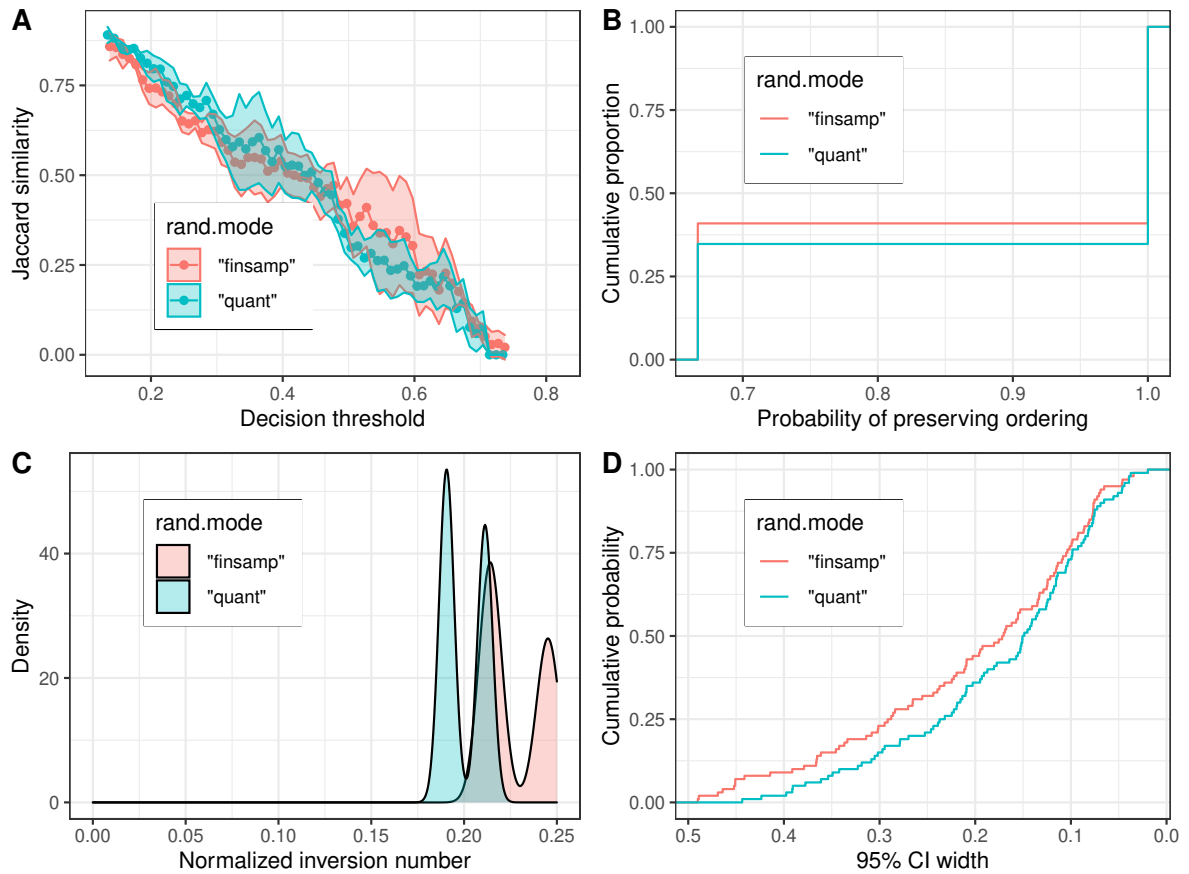 A
Jaccard similarity
0.75
0.50
0.25
0.00
rand.mode
"finsamp"
"quant"
0.2
0.4
0.6
0.8
Decision threshold
B
Cumulative proportion
1.00
0.75
0.50
0.25
0.00
rand.mode
"finsamp"
"quant"
0.7
0.8
0.9
1.0
Probability of preserving ordering
C
Density
40
20
0
rand.mode
"finsamp"
"quant"
0.00
0.05
0.10
0.15
0.20
0.25
Normalized inversion number
D
Cumulative probability
1.00
0.75
0.50
0.25
0.00
rand.mode
"finsamp"
"quant"
0.5
0.4
0.3
0.2
0.1
0.0
95% CI width